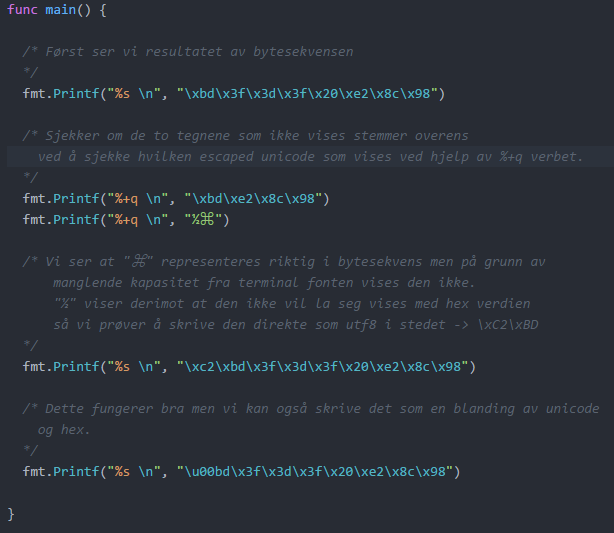 func main() {
/* Først ser vi resultatet av bytesekvensen
*/
fmt.Printf("%s \n", "\xbd\x3f\x3d\x3f\x20\xe2\x8c\x98")
/* Sjekker om de to tegnene som ikke vises stemmer overens
ved å sjekke hvilken escaped unicode som vises ved hjelp av %+q verbet.
*/
fmt.Printf("%+q \n", "\xbd\xe2\x8c\x98")
fmt.Printf("%+q \n", "½⌘")
/* Vi ser at "⌘" representeres riktig i bytesekvens men på grunn av
manglende kapasitet fra terminal fonten vises den ikke.
"½" viser derimot at den ikke vil la seg vises med hex verdien
så vi prøver å skrive den direkte som utf8 i stedet -> \xC2\xBD
*/
fmt.Printf("%s \n", "\xc2\xbd\x3f\x3d\x3f\x20\xe2\x8c\x98")
/* Dette fungerer bra men vi kan også skrive det som en blanding av unicode
og hex.
*/
fmt.Printf("%s \n", "\u00bd\x3f\x3d\x3f\x20\xe2\x8c\x98")
}